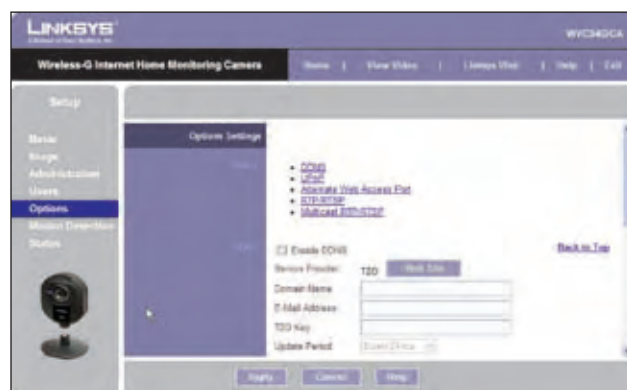 LINKSYS
Wireless-G Internet Home Monitoring Camera
Home | View Video | Linksys Web | Help | Exit
Setup
Basic
Image
Administration
Users
Options
Motion Detection
Status
Options Settings
DDNS
UPnP
Alternate Web Access Port
RTP/RTSP
Multicast RTP/RTSP
Enable DDNS
Back to Top
Service Provider: TZO
Domain Name
E-Mail Address:
TZO Key
Update Period
Apply
Cancel
Help